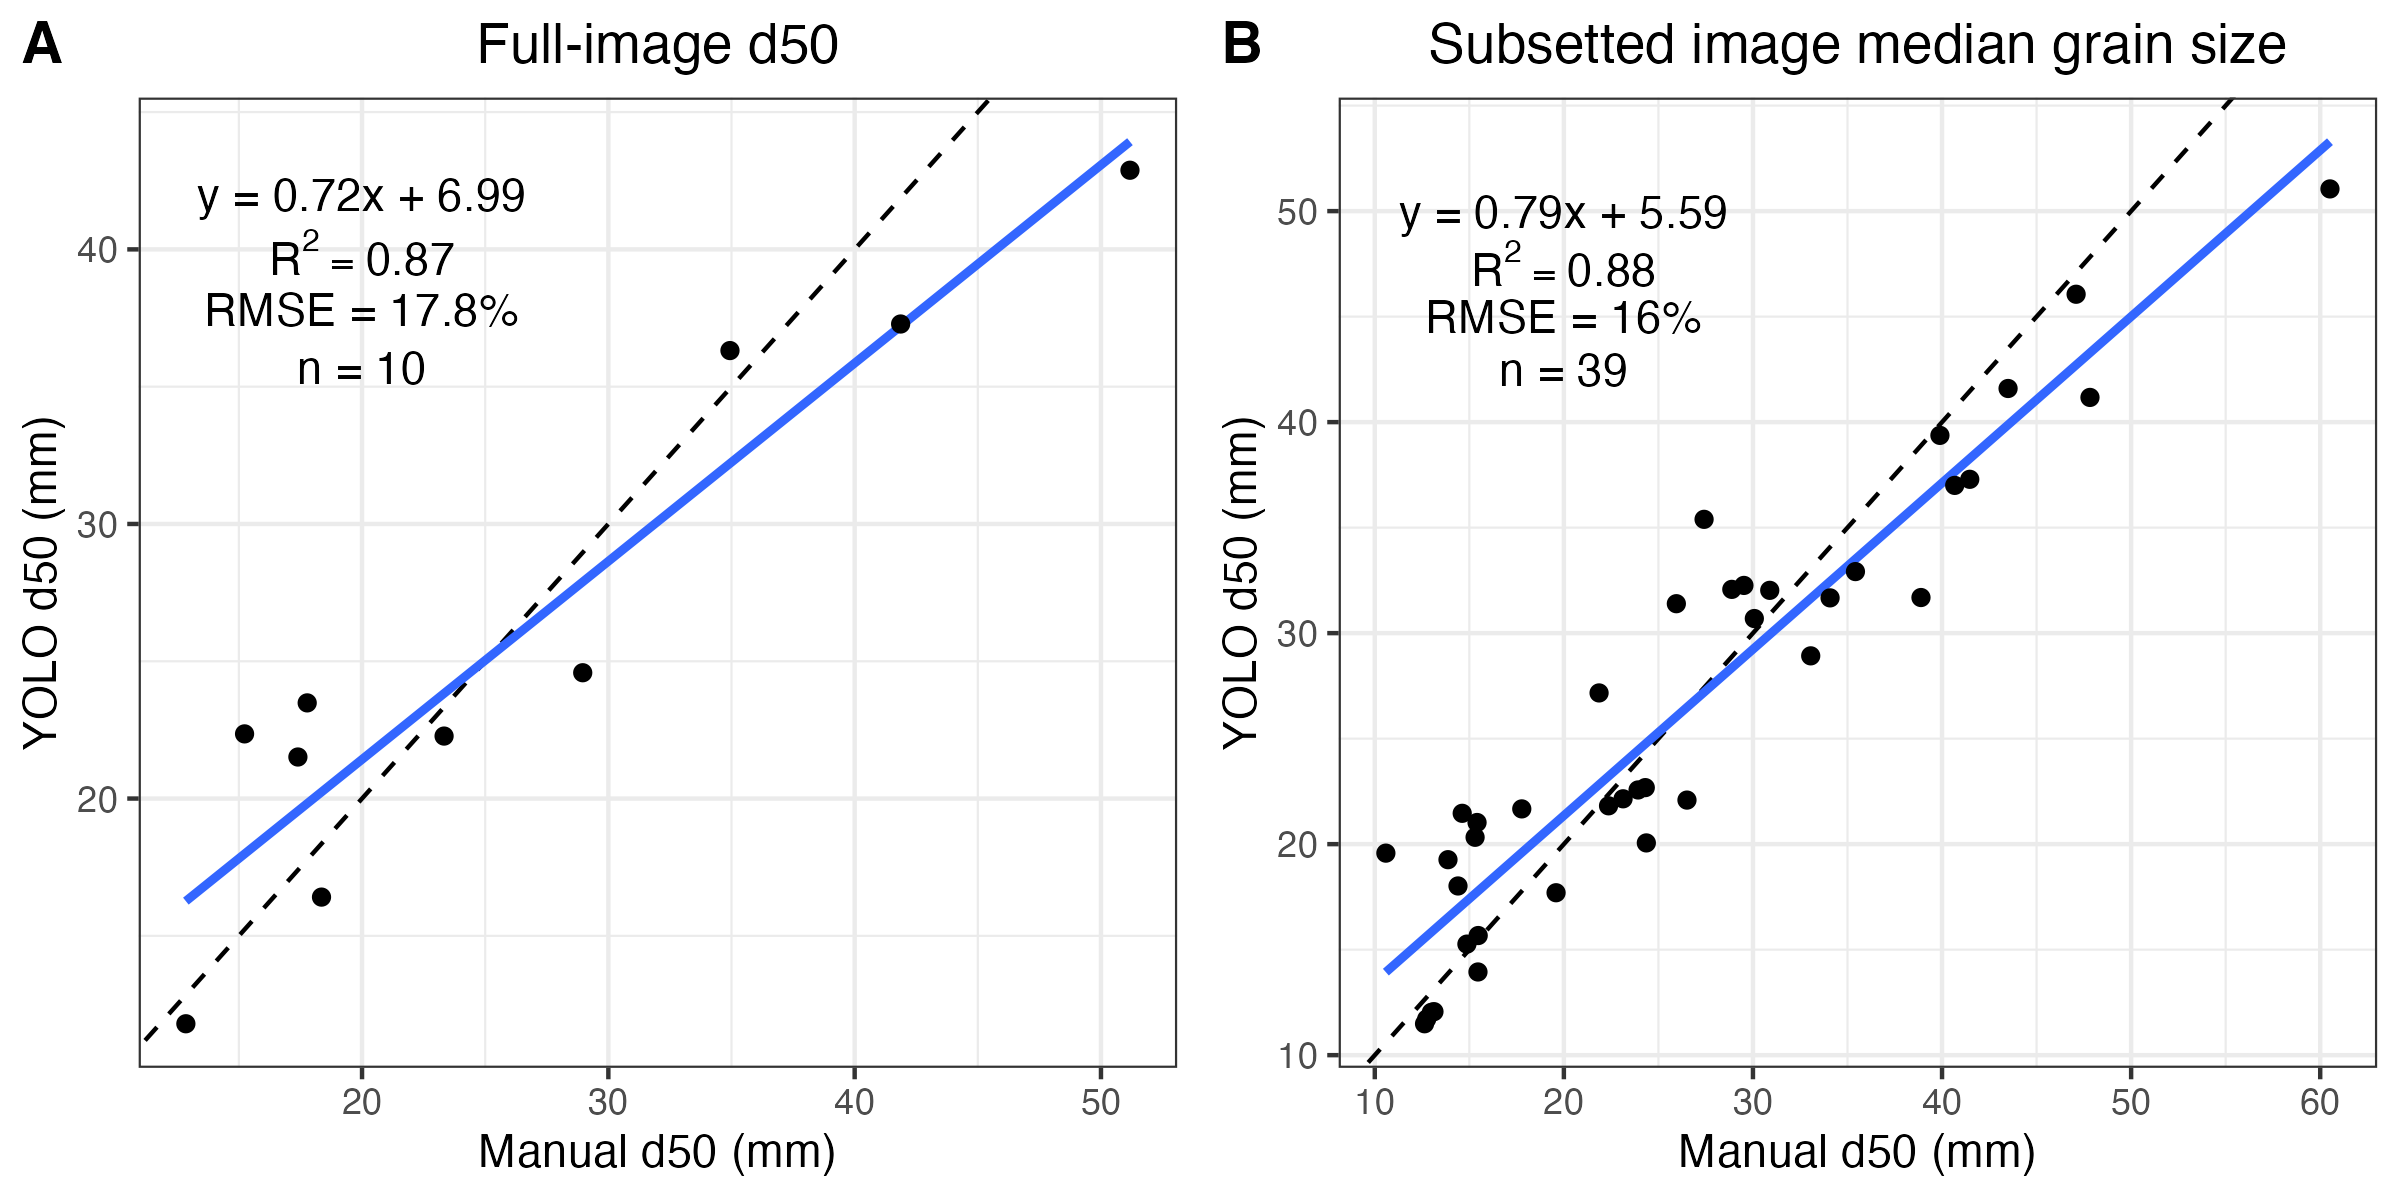 A
Full-image d50
y = 0.72x + 6.99
R² = 0.87
RMSE = 17.8%
n = 10
40
30
20
YOLO d50 (mm)
20 30 40 50
Manual d50 (mm)
B
Subsetted image median grain size
y = 0.79x + 5.59
R² = 0.88
RMSE = 16%
n = 39
50
40
30
20
10
YOLO d50 (mm)
10 20 30 40 50 60
Manual d50 (mm)